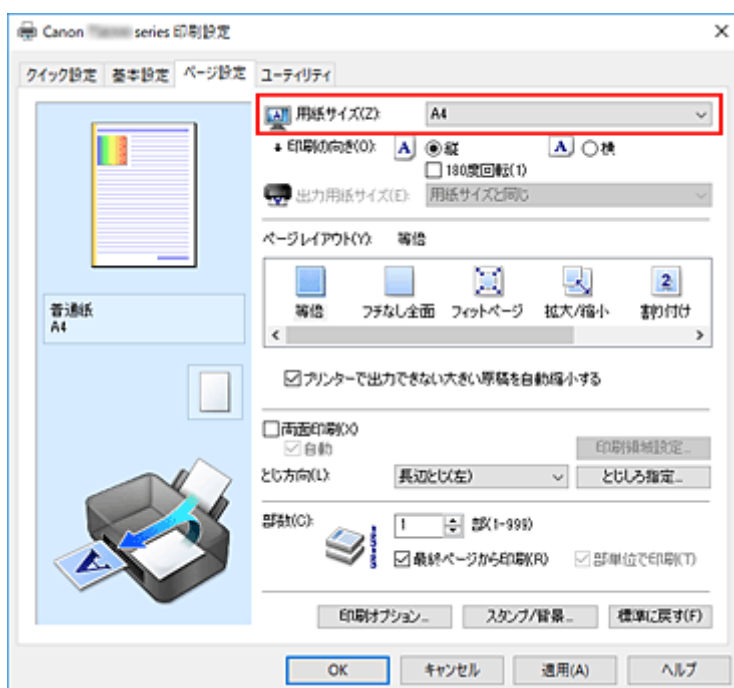 Canon series 印刷設定
クイック設定 基本設定 ページ設定 ユーティリティ
用紙サイズ(Z): A4
印刷の向き(O): A 縦 A 横
180度回転(1)
出力用紙サイズ(E): 用紙サイズと同じ
ページレイアウト(Y): 等倍
2
等倍 フチなし全面 フィットページ 拡大/縮小 割り付け
普通紙
A4
プリンターで出力できない大きい原稿を自動縮小する
両面印刷(X)
自動 印刷領域設定...
とじ方向(L): 長辺とじ(左) とじしろ指定...
部数(C): 1 部(1-999)
最終ページから印刷(R) 部単位で印刷(T)
印刷オプション... スタンプ/背景... 標準に戻す(F)
OK キャンセル 適用(A) ヘルプ